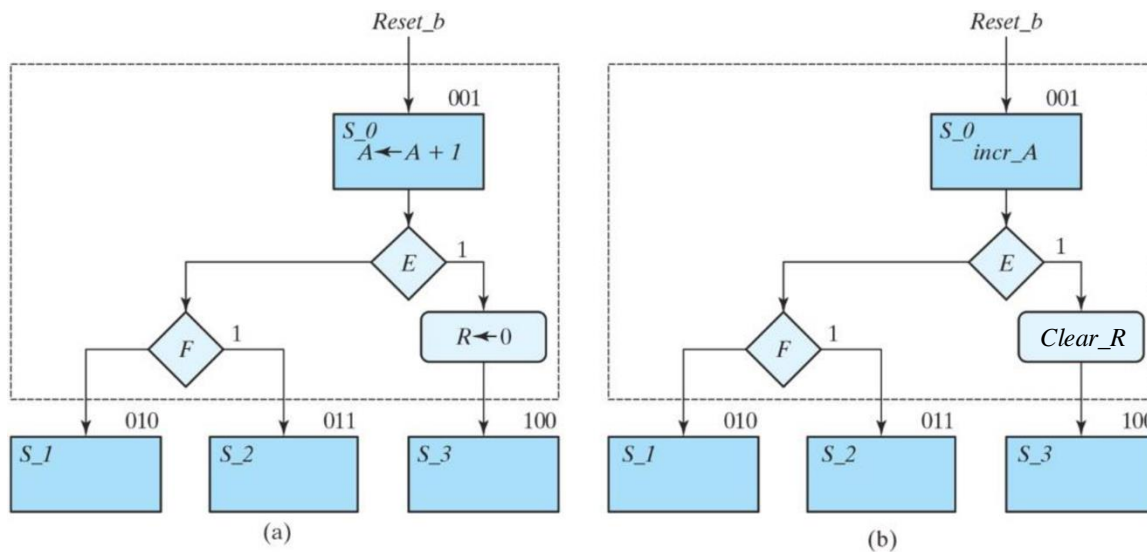 Reset_b
001
S_0
A ← A + 1
E
1
F
1
R ← 0
010
011
100
S_1
S_2
S_3
(a)
Reset_b
001
S_0
incr_A
E
1
F
1
Clear_R
010
011
100
S_1
S_2
S_3
(b)